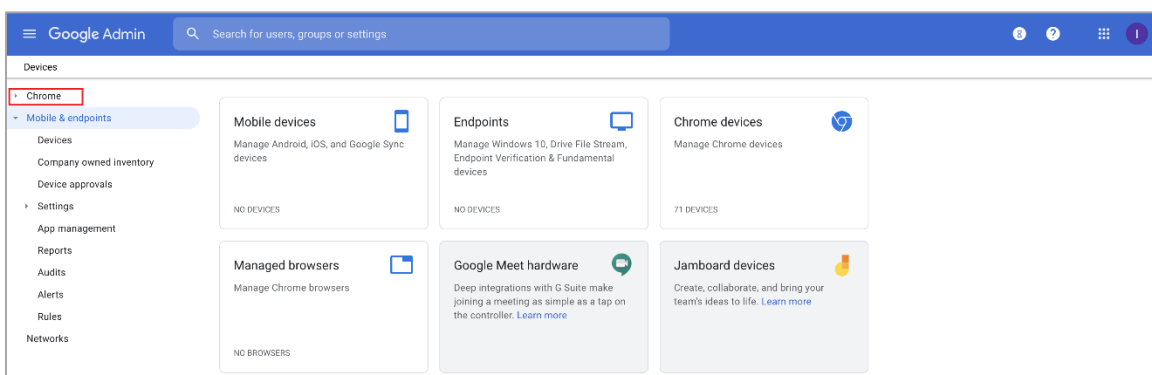 Google Admin
Search for users, groups or settings
8
?
I
Devices
Chrome
Mobile & endpoints
Devices
Company owned inventory
Device approvals
Settings
App management
Reports
Audits
Alerts
Rules
Networks
Mobile devices
Manage Android, iOS, and Google Sync
devices
NO DEVICES
Endpoints
Manage Windows 10, Drive File Stream,
Endpoint Verification & Fundamental
devices
NO DEVICES
Chrome devices
Manage Chrome devices
71 DEVICES
Managed browsers
Manage Chrome browsers
NO BROWSERS
Google Meet hardware
Deep integrations with G Suite make
joining a meeting as simple as a tap on
the controller. Learn more
Jamboard devices
Create, collaborate, and bring your
team's ideas to life. Learn more